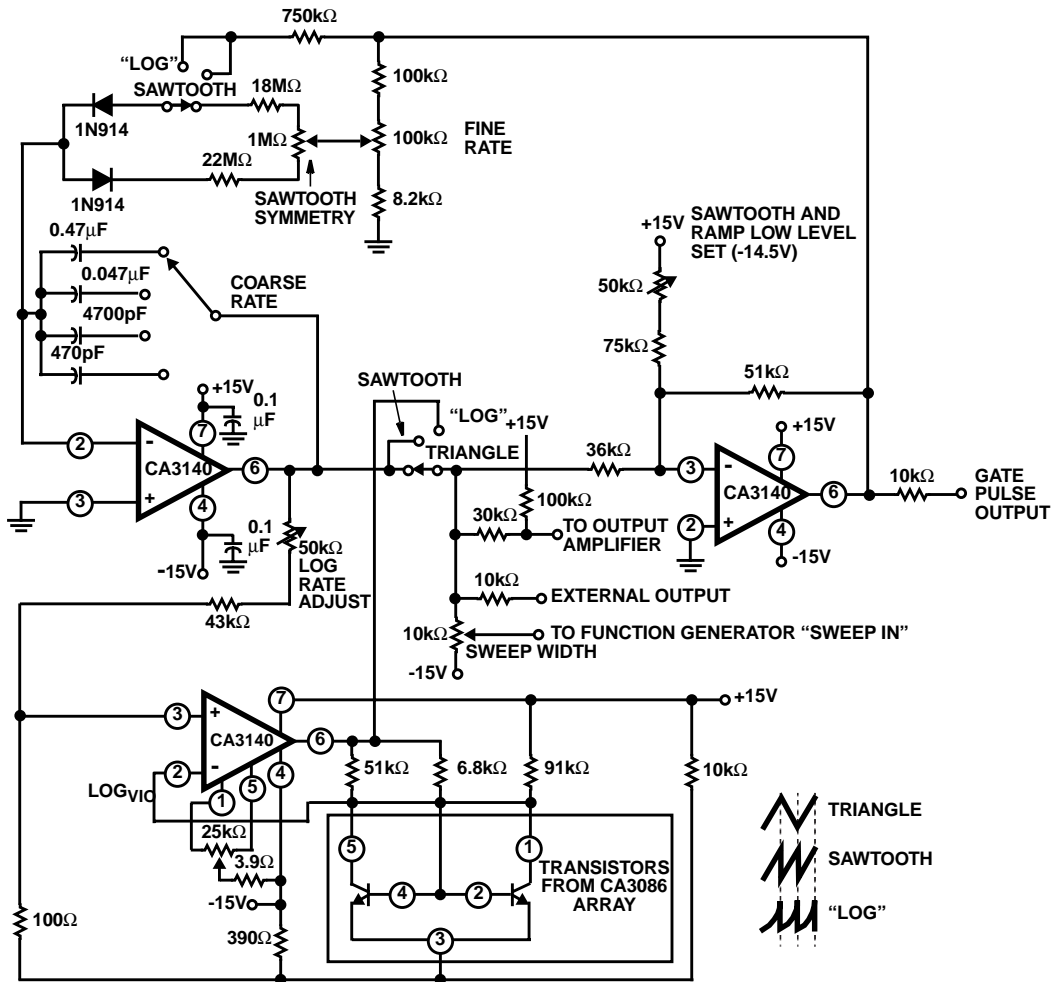 750kΩ
"LOG"
SAWTOOTH
18MΩ
100kΩ
1N914
1MΩ
100kΩ
FINE
RATE
22MΩ
1N914
SAWTOOTH
SYMMETRY
8.2kΩ
0.47μF
0.047μF
4700pF
470pF
COARSE
RATE
+15V
SAWTOOTH AND
RAMP LOW LEVEL
SET (-14.5V)
50kΩ
75kΩ
51kΩ
+15V
0.1
μF
7
2
-
CA3140
6
3
+
4
0.1
μF
-15V
SAWTOOTH
"LOG"
+15V
TRIANGLE
36kΩ
100kΩ
30kΩ
TO OUTPUT
AMPLIFIER
+15V
7
3
-
CA3140
6
2
+
4
-15V
10kΩ
GATE
PULSE
OUTPUT
50kΩ
LOG
RATE
ADJUST
43kΩ
10kΩ
EXTERNAL OUTPUT
10kΩ
TO FUNCTION GENERATOR "SWEEP IN"
SWEEP WIDTH
-15V
7
+15V
3
+
CA3140
6
2
-
4
5
1
LOGVIO
51kΩ
6.8kΩ
91kΩ
10kΩ
25kΩ
3.9Ω
-15V
100Ω
390Ω
5
1
TRANSISTORS
FROM CA3086
ARRAY
4
2
3
TRIANGLE
SAWTOOTH
"LOG"